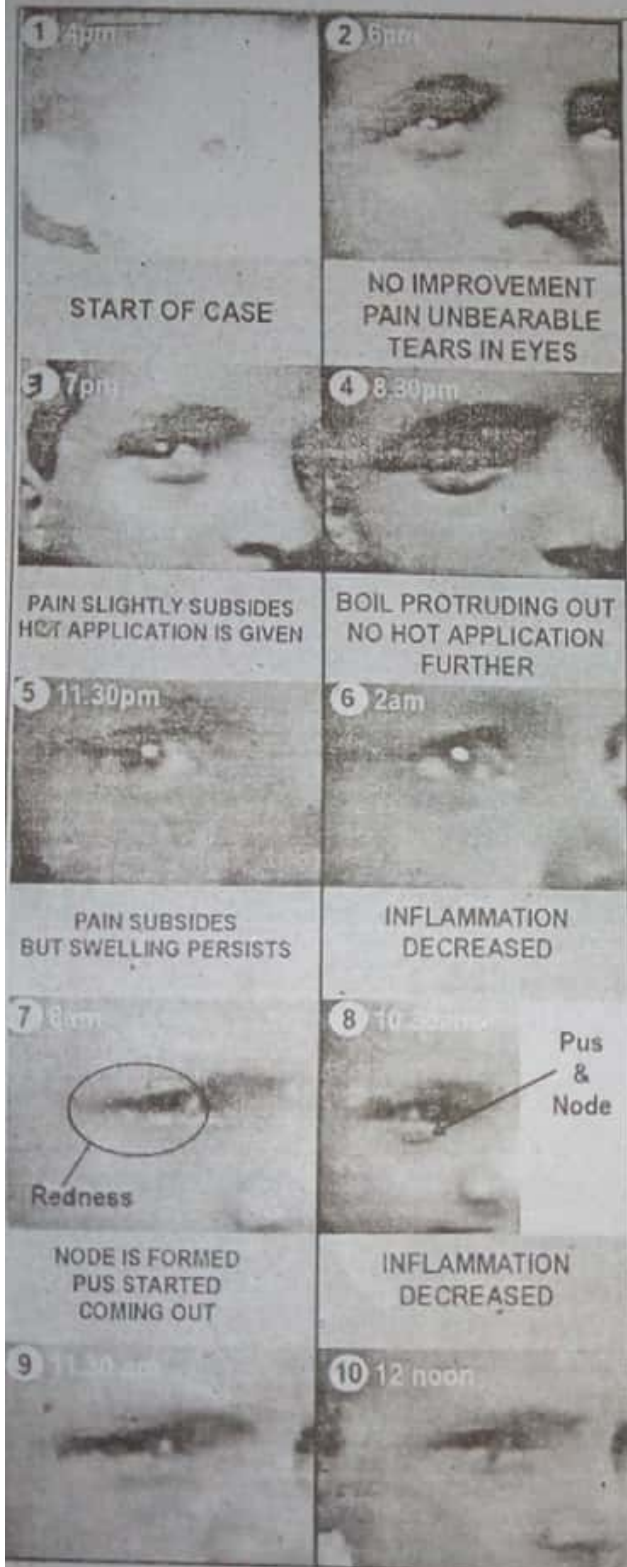 1 4pm
2 6pm
START OF CASE
NO IMPROVEMENT
PAIN UNBEARABLE
TEARS IN EYES
3 7pm
4 8.30pm
PAIN SLIGHTLY SUBSIDES
HOT APPLICATION IS GIVEN
BOIL PROTRUDING OUT
NO HOT APPLICATION
FURTHER
5 11.30pm
6 2am
PAIN SUBSIDES
BUT SWELLING PERSISTS
INFLAMMATION
DECREASED
7
8
Redness
Pus
&
Node
NODE IS FORMED
PUS STARTED
COMING OUT
INFLAMMATION
DECREASED
9 11.30 am
10 12 noon